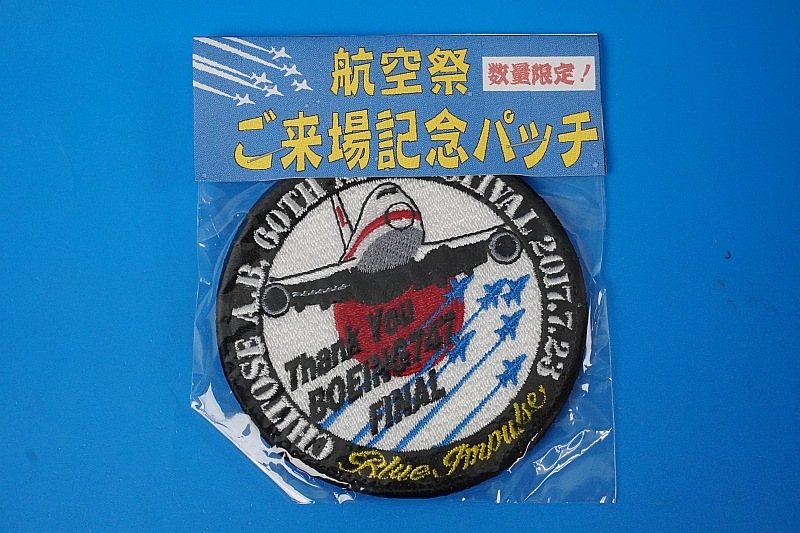 航空祭 数量限定!
ご来場記念パッチ
CHITOSE A.B. 60TH 2017.7.23
Thank You
BOEING747
FINAL
Blue Impulse